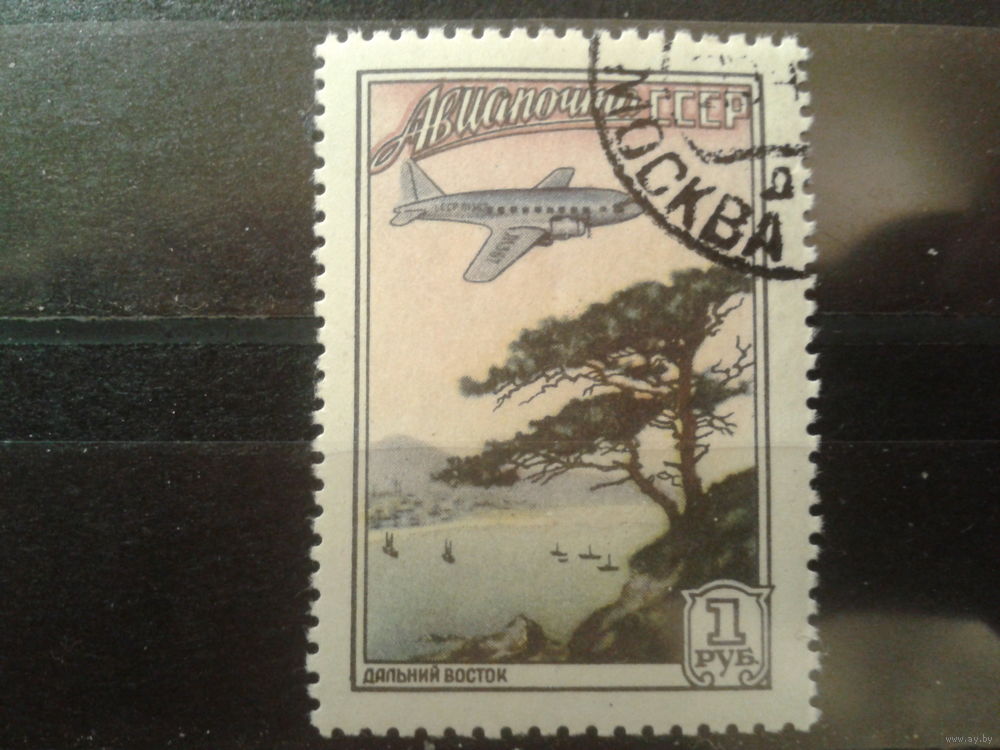 Авиапочта СССР
МОСКВА
1
РУБ.
ДАЛЬНИЙ ВОСТОК
www.ay.by